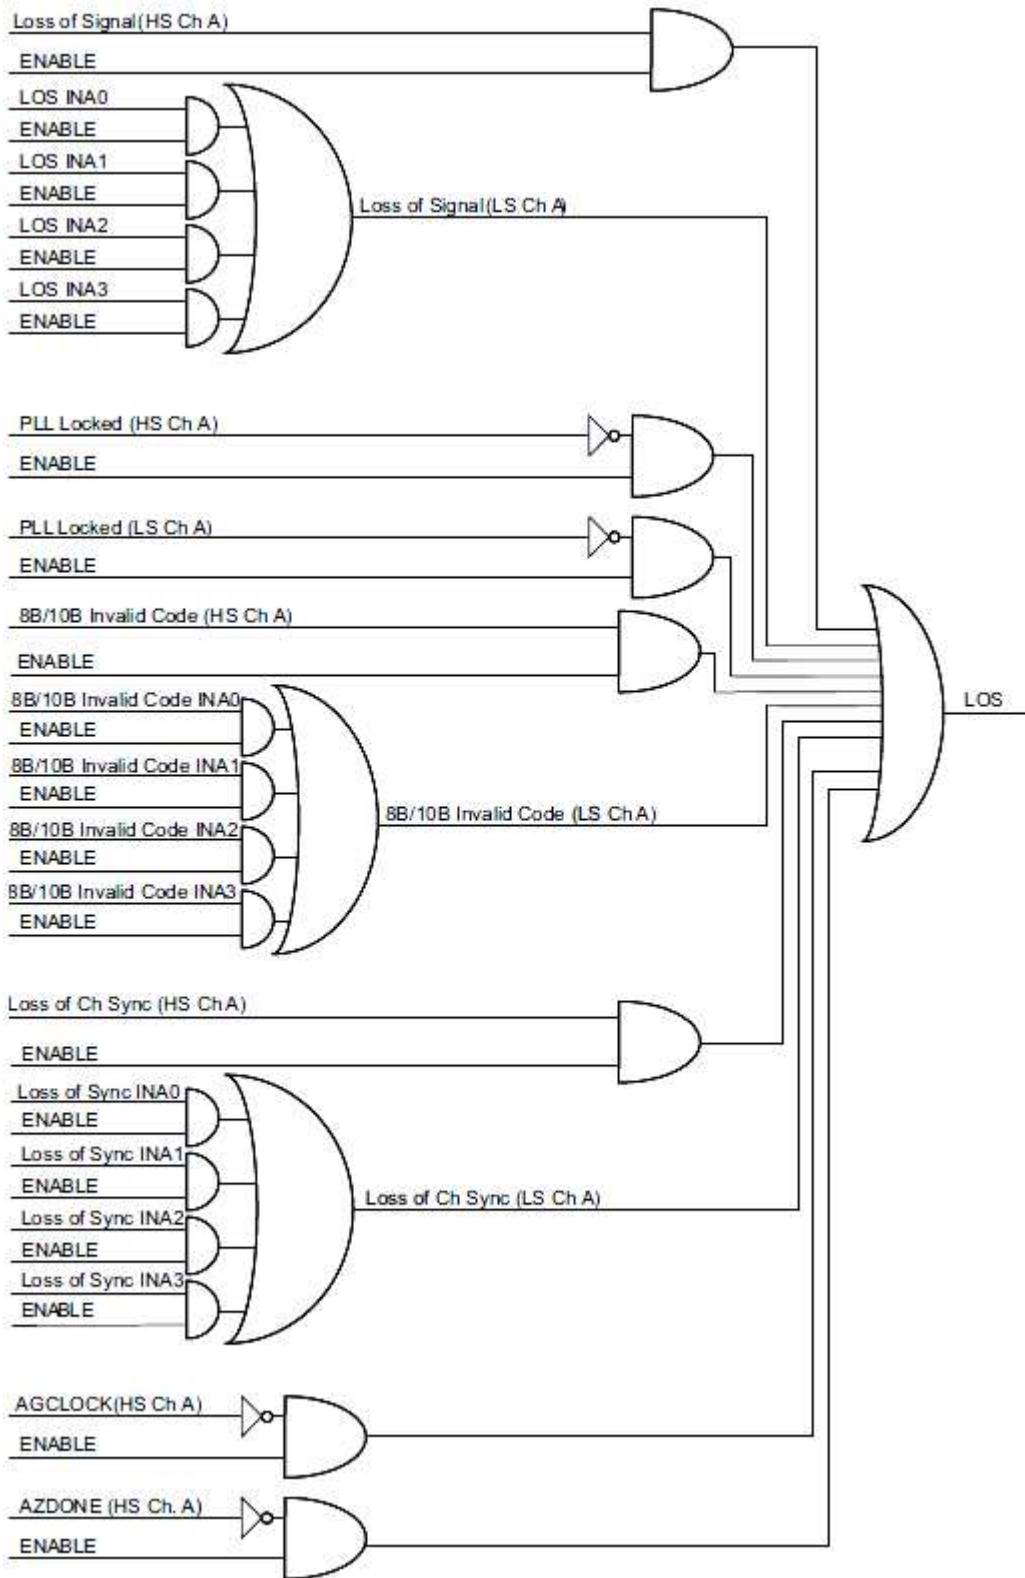 Loss of Signal(HS Ch A)
ENABLE
LOS INA0
ENABLE
LOS INA1
ENABLE
LOS INA2
ENABLE
LOS INA3
ENABLE
Loss of Signal(LS Ch A)
PLL Locked (HS Ch A)
ENABLE
PLL Locked (LS Ch A)
ENABLE
8B/10B Invalid Code (HS Ch A)
ENABLE
8B/10B Invalid Code INA0
ENABLE
8B/10B Invalid Code INA1
ENABLE
8B/10B Invalid Code INA2
ENABLE
8B/10B Invalid Code INA3
ENABLE
8B/10B Invalid Code (LS Ch A)
LOS
Loss of Ch Sync (HS Ch A)
ENABLE
Loss of Sync INA0
ENABLE
Loss of Sync INA1
ENABLE
Loss of Sync INA2
ENABLE
Loss of Sync INA3
ENABLE
Loss of Ch Sync (LS Ch A)
AGCLOCK(HS Ch A)
ENABLE
AZDONE (HS Ch. A)
ENABLE